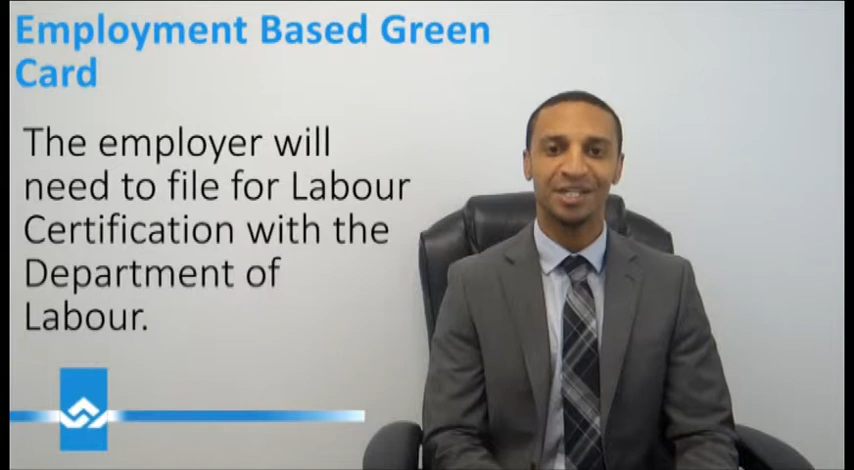 Employment Based Green
Card
The employer will
need to file for Labour
Certification with the
Department of
Labour.